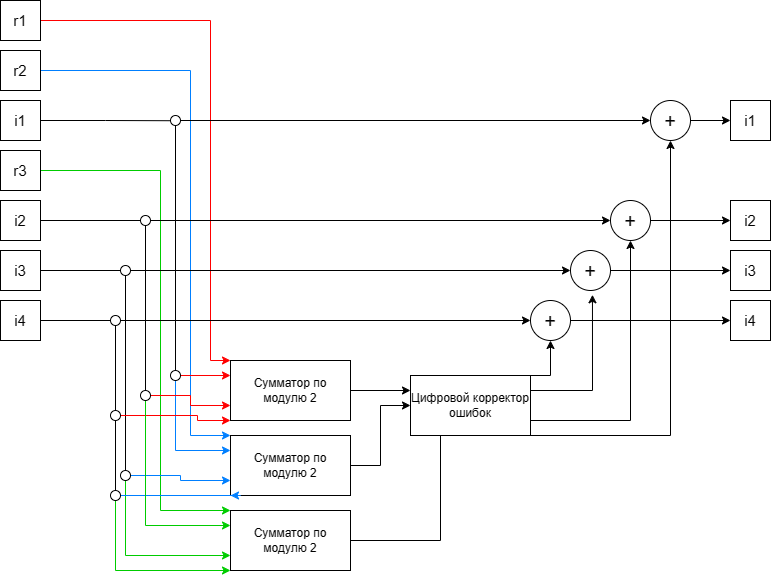 r1
r2
i1
+
i1
r3
i2
+
i2
i3
+
i3
i4
+
i4
Сумматор по
модулю 2
Цифровой корректор
ошибок
Сумматор по
модулю 2
Сумматор по
модулю 2